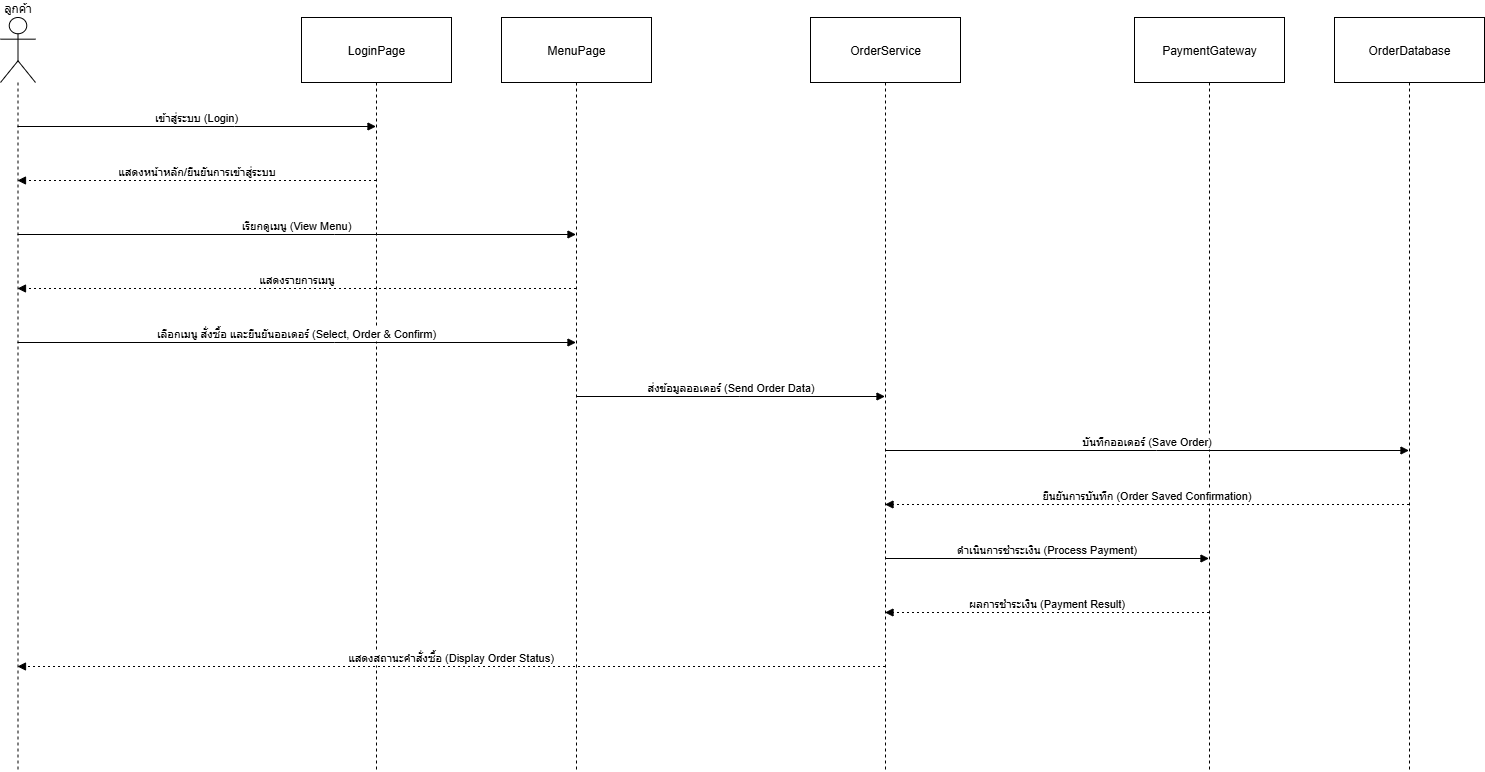 ลูกค้า
LoginPage
MenuPage
OrderService
PaymentGateway
OrderDatabase
เข้าสู่ระบบ (Login)
แสดงหน้าหลัก/ยืนยันการเข้าสู่ระบบ
เรียกดูเมนู (View Menu)
แสดงรายการเมนู
เลือกเมนู สั่งซื้อ และยืนยันออเดอร์ (Select, Order & Confirm)
ส่งข้อมูลออเดอร์ (Send Order Data)
บันทึกออเดอร์ (Save Order)
ยืนยันการบันทึก (Order Saved Confirmation)
ดำเนินการชำระเงิน (Process Payment)
ผลการชำระเงิน (Payment Result)
แสดงสถานะคำสั่งซื้อ (Display Order Status)